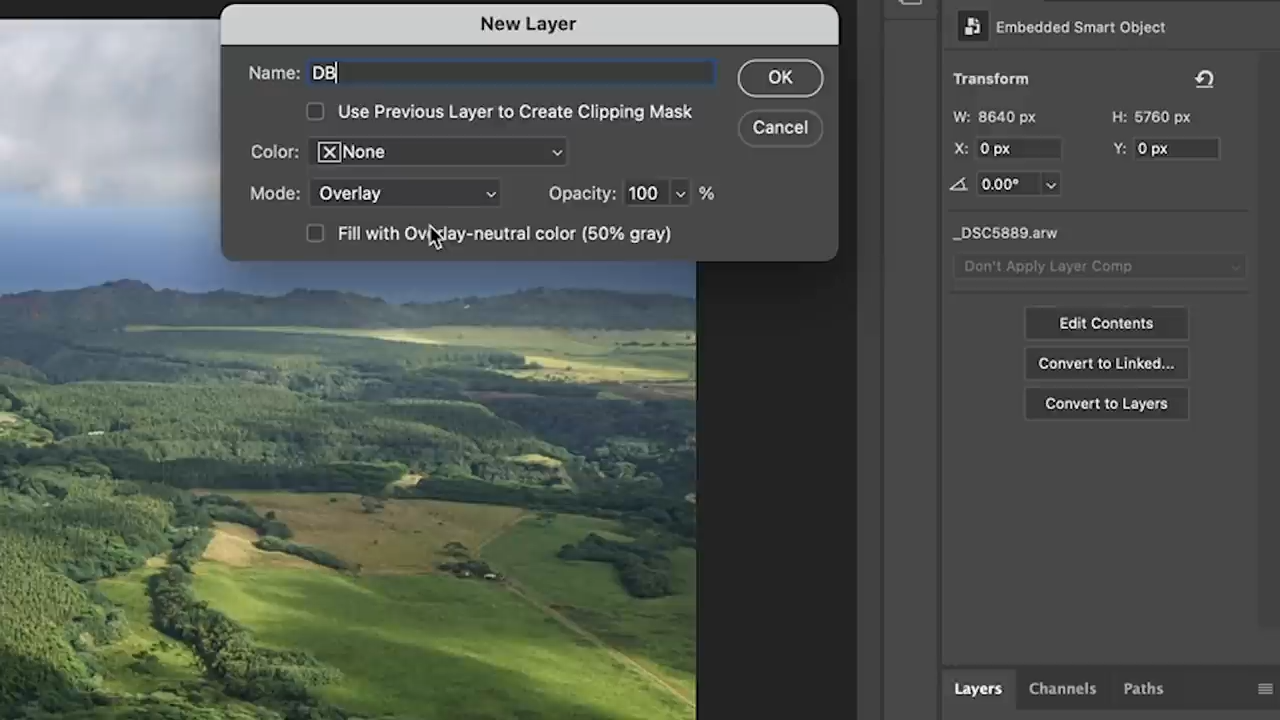 New Layer
Name: DB
OK
Use Previous Layer to Create Clipping Mask
Cancel
Color: None
Mode: Overlay Opacity: 100 %
Fill with Overlay-neutral color (50% gray)
Embedded Smart Object
Transform
W: 8640 px H: 5760 px
X: 0 px Y: 0 px
0.00°
_DSC5889.arw
Don't Apply Layer Comp
Edit Contents
Convert to Linked...
Convert to Layers
Layers Channels Paths